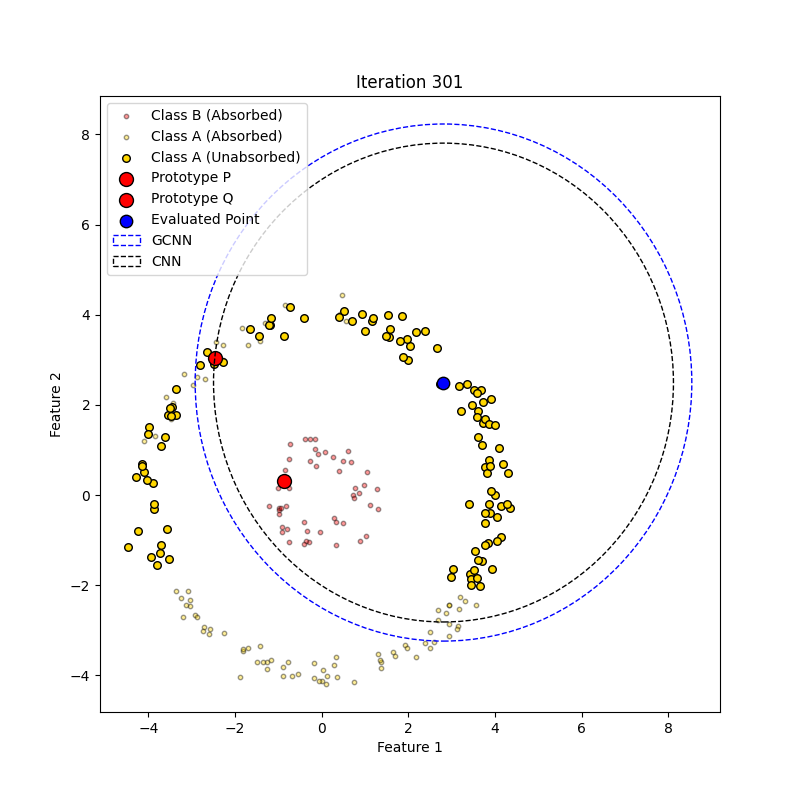 Iteration 301
Class B (Absorbed)
Class A (Absorbed)
Class A (Unabsorbed)
Prototype P
Prototype Q
Evaluated Point
GCNN
CNN
8
6
4
2
0
−2
−4
Feature 2
−4 −2 0 2 4 6 8
Feature 1